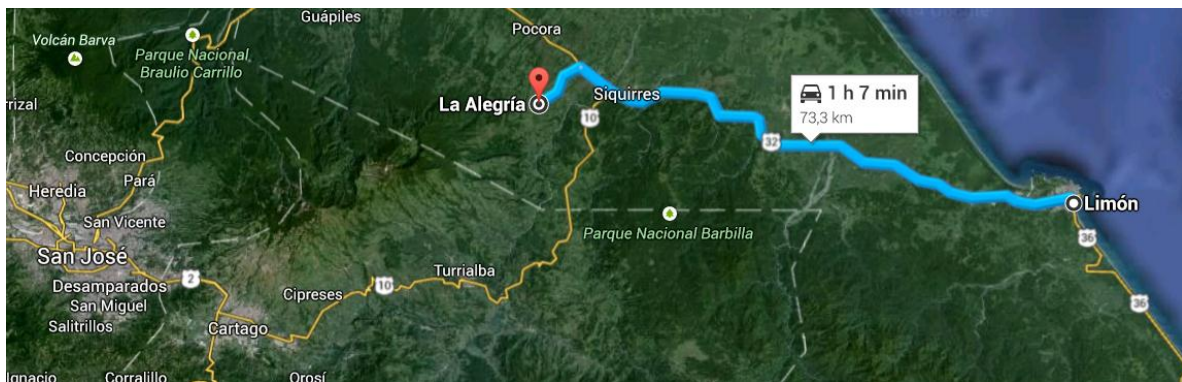 Guápiles
Volcán Barva
Pocora
Parque Nacional
Braulio Carrillo
La Alegría
Siquirres
1 h 7 min
73,3 km
rrizal
10
32
Concepción
Pará
Heredia
San Vicente
Limón
Parque Nacional Barbilla
San José
36
Turrialba
2
Desamparados
10
Cipreses
San Miguel
36
Salitrillos
Cartago
Ignacio
Corralillo
Orosí